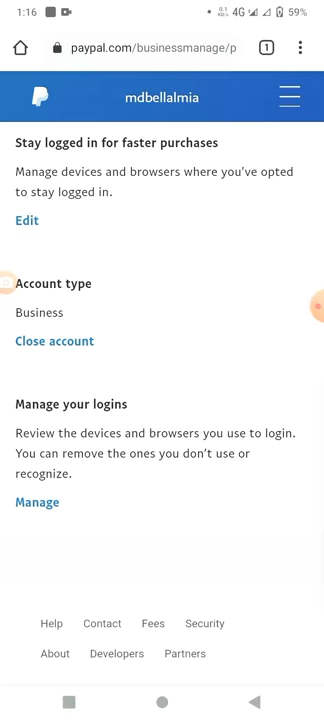 1:16 4G 59%
paypal.com/businessmanage/p 1
mdbellalmia
Stay logged in for faster purchases
Manage devices and browsers where you've opted
to stay logged in.
Edit
Account type
Business
Close account
Manage your logins
Review the devices and browsers you use to login.
You can remove the ones you don't use or
recognize.
Manage
Help Contact Fees Security
About Developers Partners